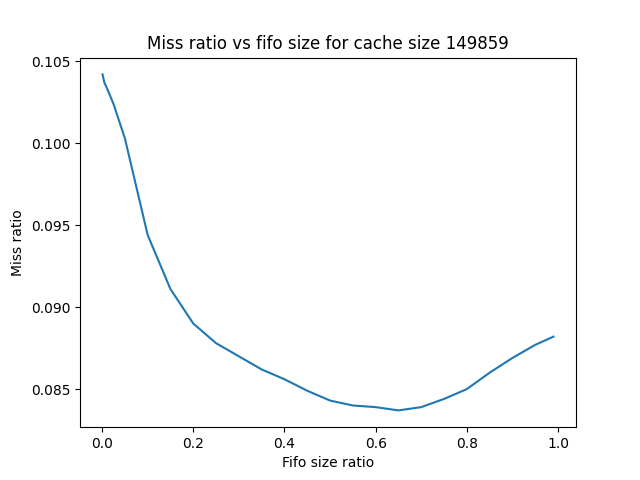 Miss ratio vs fifo size for cache size 149859
0.105
0.100
0.095
0.090
0.085
Miss ratio
0.0 0.2 0.4 0.6 0.8 1.0
Fifo size ratio